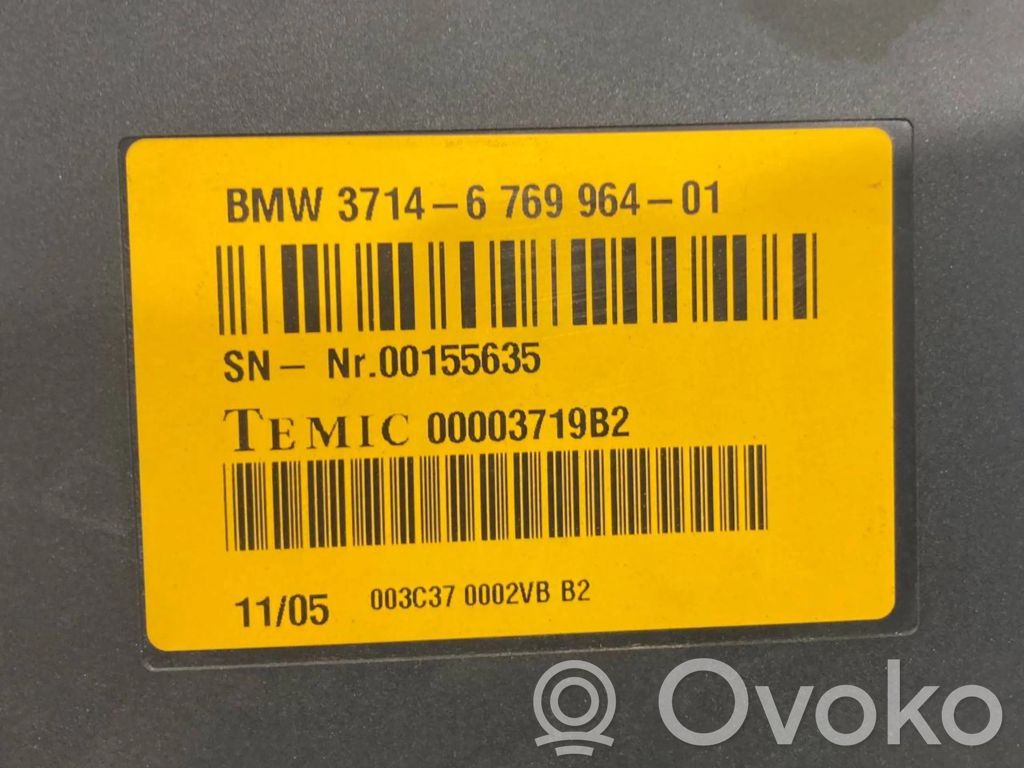 BMW 3714-6 769 964-01
SN- Nr.00155635
TEMIC 00003719B2
11/05 003C37 0002VB B2
Ovoko